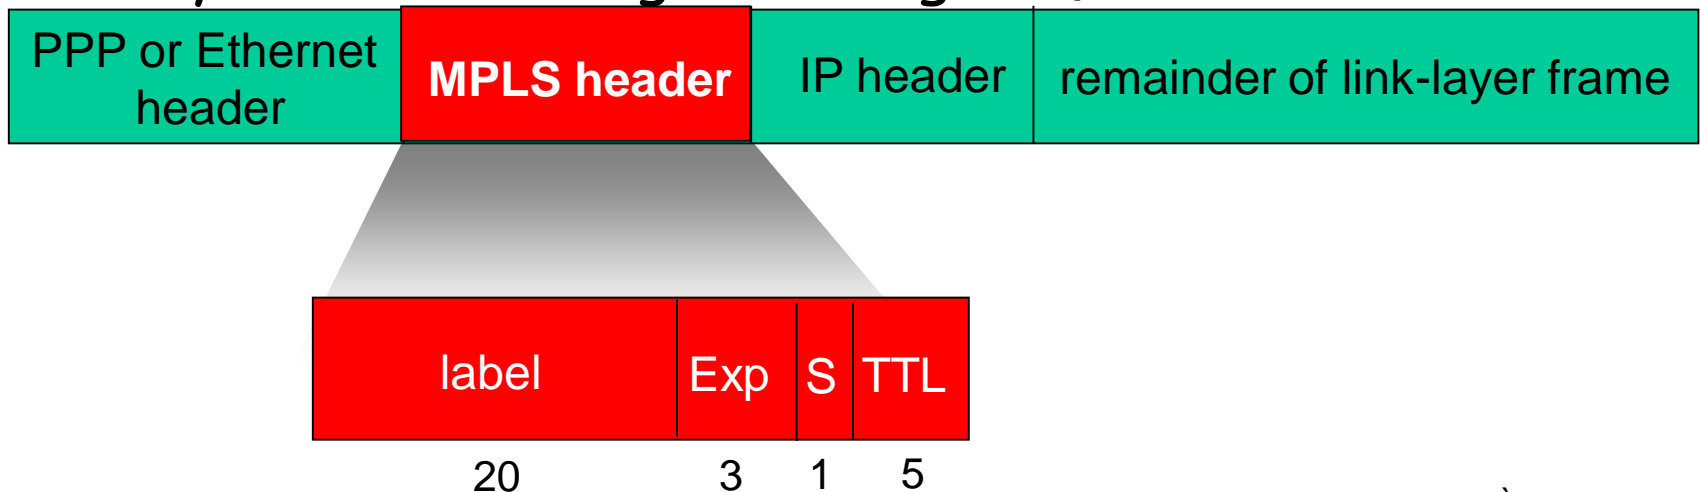 PPP or Ethernet
header
MPLS header
IP header
remainder of link-layer frame
label
Exp
S
TTL
20
3
1
5